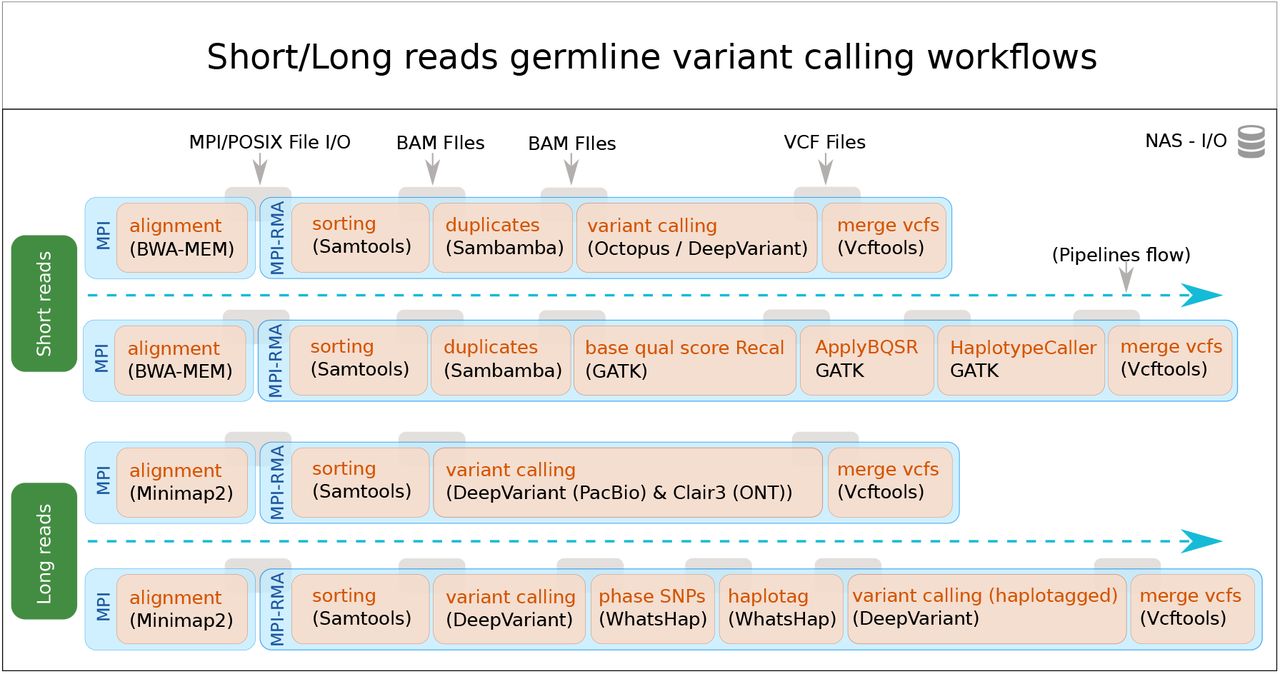 Short/Long reads germline variant calling workflows
MPI/POSIX File I/O
BAM FIles
BAM FIles
VCF Files
NAS - I/O
Short reads
MPI
alignment
(BWA-MEM)
MPI-RMA
sorting
(Samtools)
duplicates
(Sambamba)
variant calling
(Octopus / DeepVariant)
merge vcfs
(Vcftools)
(Pipelines flow)
MPI
alignment
(BWA-MEM)
MPI-RMA
sorting
(Samtools)
duplicates
(Sambamba)
base qual score Recal
(GATK)
ApplyBQSR
GATK
HaplotypeCaller
GATK
merge vcfs
(Vcftools)
Long reads
MPI
alignment
(Minimap2)
MPI-RMA
sorting
(Samtools)
variant calling
(DeepVariant (PacBio) & Clair3 (ONT))
merge vcfs
(Vcftools)
MPI
alignment
(Minimap2)
MPI-RMA
sorting
(Samtools)
variant calling
(DeepVariant)
phase SNPs
(WhatsHap)
haplotag
(WhatsHap)
variant calling (haplotagged)
(DeepVariant)
merge vcfs
(Vcftools)